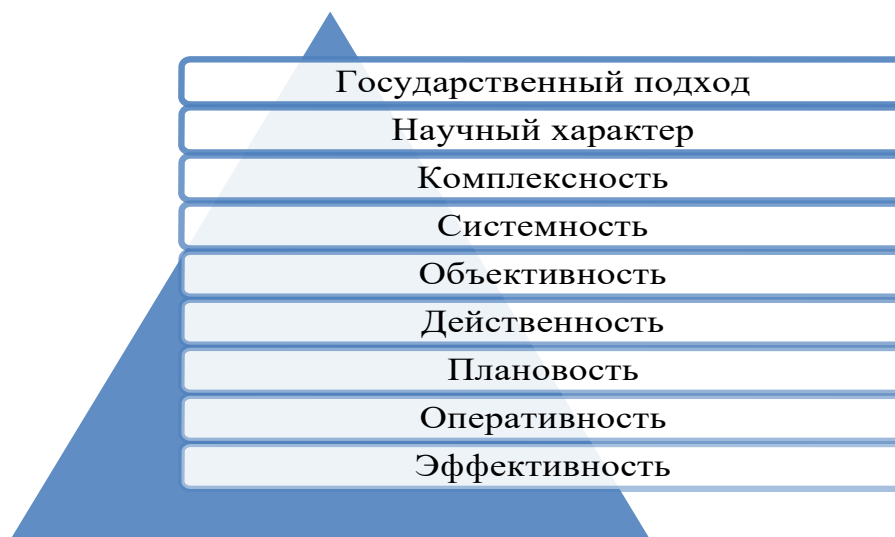 Государственный подход
Научный характер
Комплексность
Системность
Объективность
Действенность
Плановость
Оперативность
Эффективность